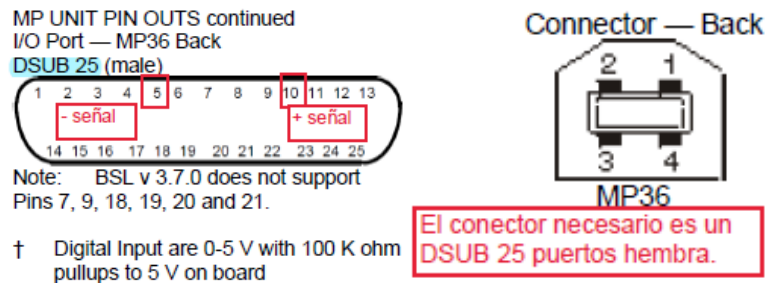 MP UNIT PIN OUTS continued
I/O Port — MP36 Back
DSUB 25 (male)
1 2 3 4 5 6 7 8 9 10 11 12 13
- señal
+ señal
14 15 16 17 18 19 20 21 22 23 24 25
Note: BSL v 3.7.0 does not support
Pins 7, 9, 18, 19, 20 and 21.
† Digital Input are 0-5 V with 100 K ohm
pullups to 5 V on board
Connector — Back
2 1
3 4
MP36
El conector necesario es un
DSUB 25 puertos hembra.